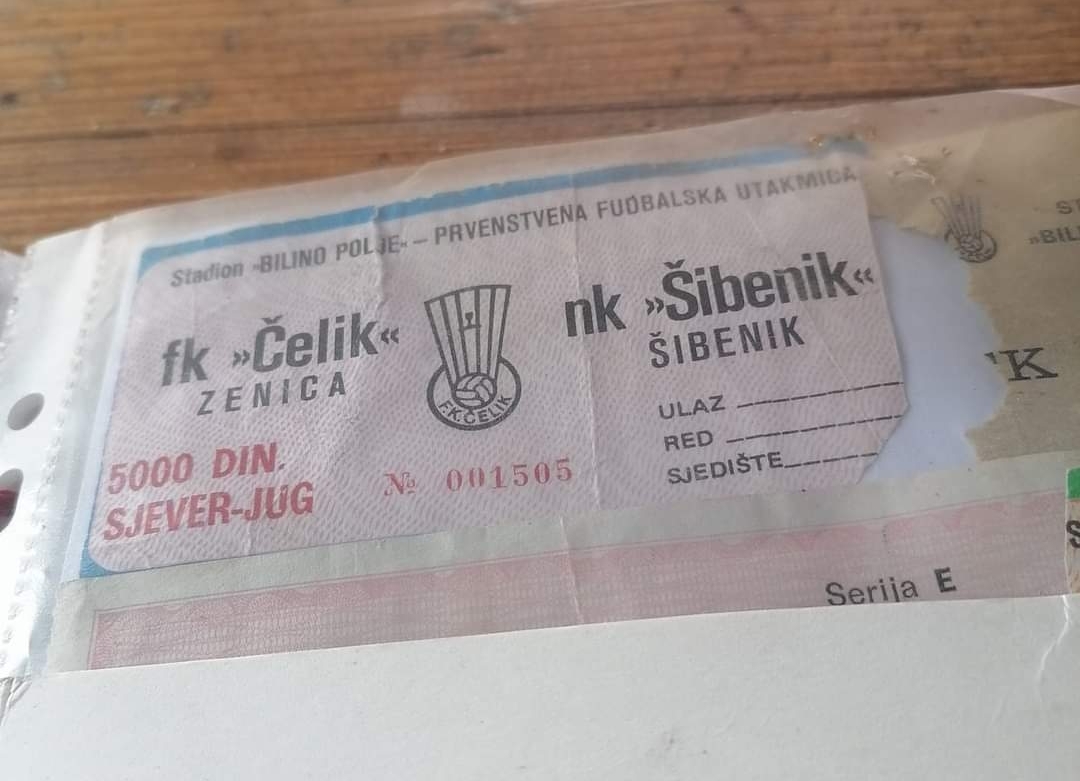 Stadion »BILINO POLJE« – PRVENSTVENA FUDBALSKA UTAKMICA
fk »Čelik«
ZENICA
F.K. ČELIK
nk »Šibenik«
ŠIBENIK
ULAZ
RED
SJEDIŠTE
5000 DIN.
SJEVER-JUG
№ 001505
Serija E